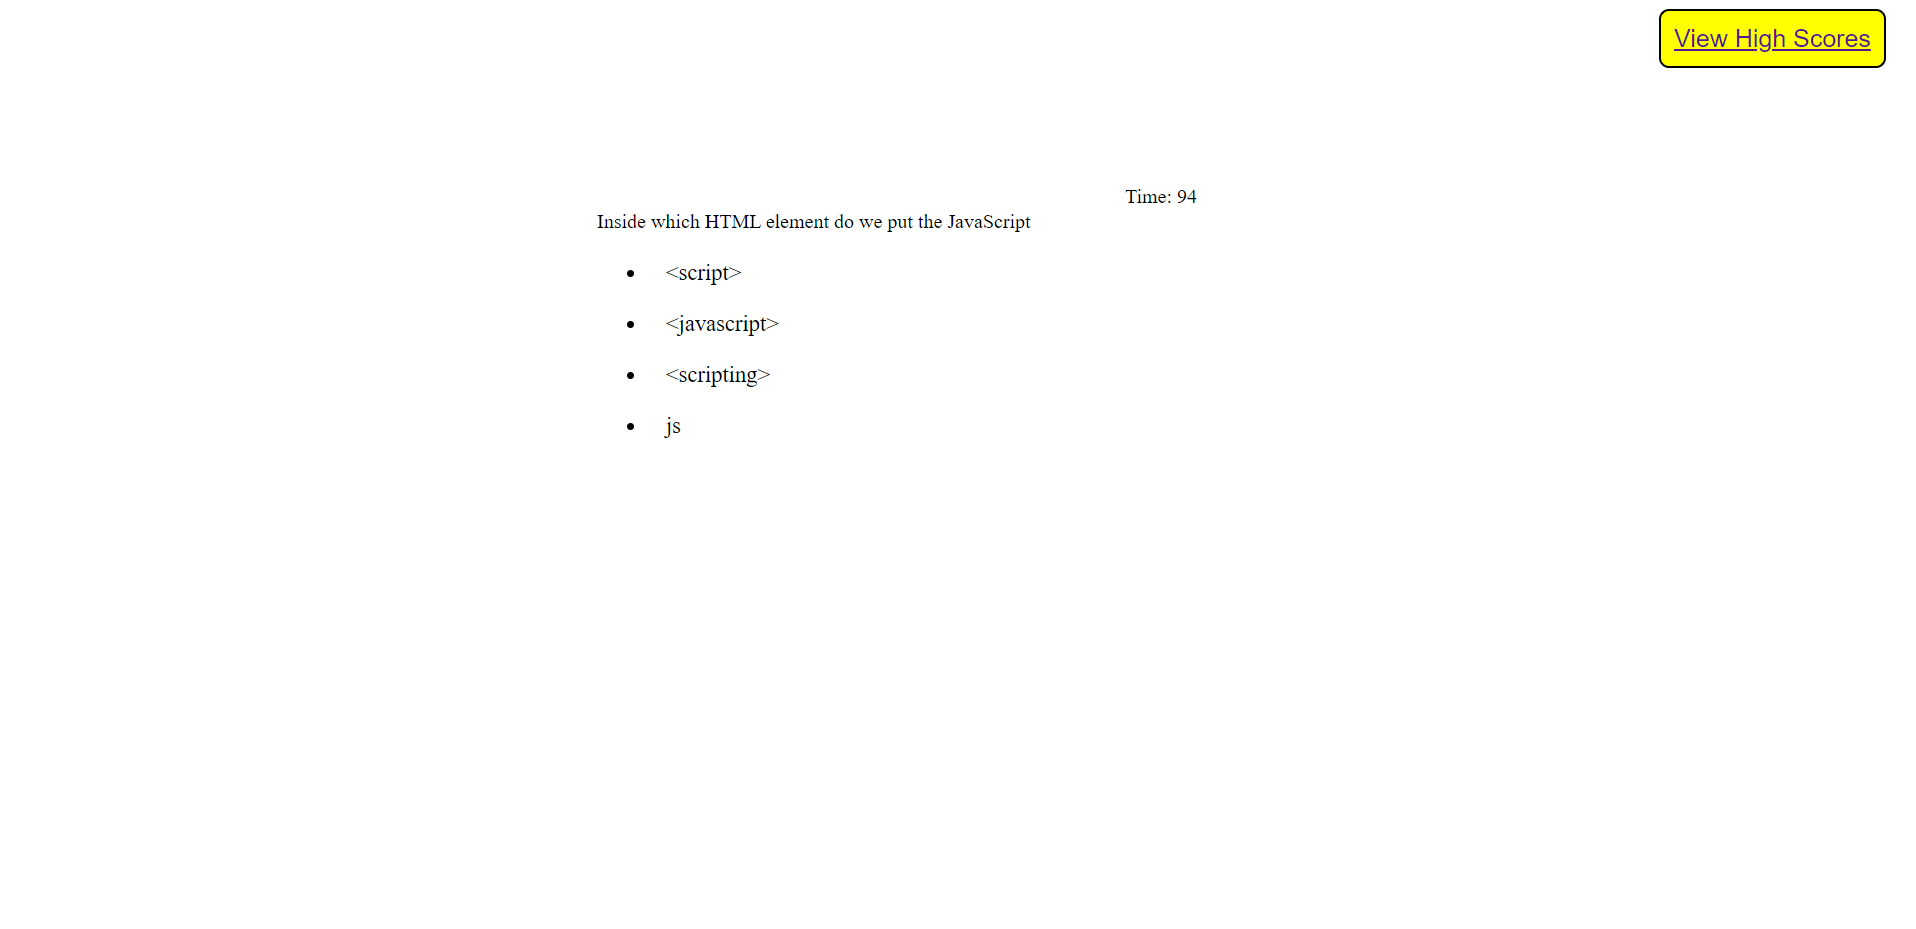 View High Scores
Time: 94
Inside which HTML element do we put the JavaScript
<script>
<javascript>
<scripting>
js